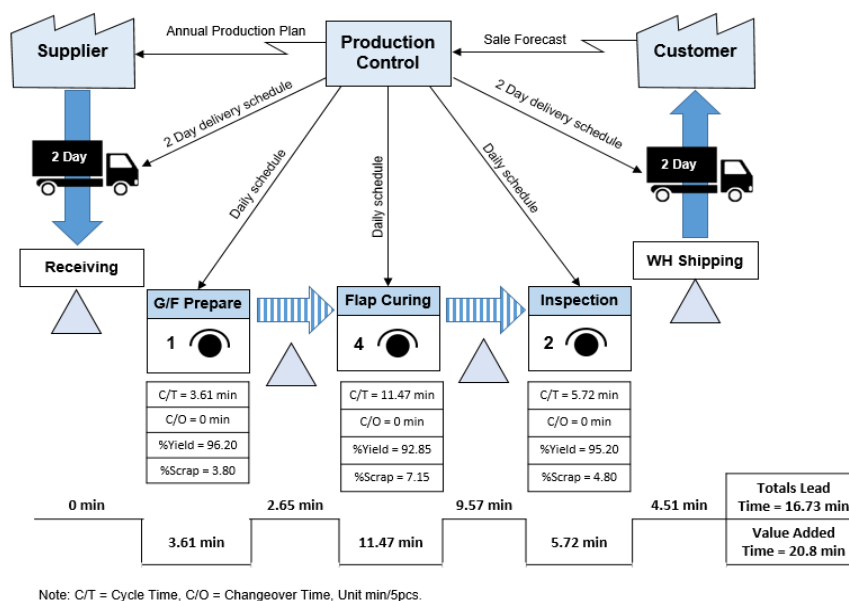 Supplier
Annual Production Plan
Production
Control
Sale Forecast
Customer
2 Day delivery schedule
2 Day delivery schedule
2 Day
2 Day
Daily schedule
Daily schedule
Daily schedule
Receiving
WH Shipping
G/F Prepare
1
C/T = 3.61 min
C/O = 0 min
%Yield = 96.20
%Scrap = 3.80
Flap Curing
4
C/T = 11.47 min
C/O = 0 min
%Yield = 92.85
%Scrap = 7.15
Inspection
2
C/T = 5.72 min
C/O = 0 min
%Yield = 95.20
%Scrap = 4.80
0 min
2.65 min
9.57 min
4.51 min
Totals Lead
Time = 16.73 min
3.61 min
11.47 min
5.72 min
Value Added
Time = 20.8 min
Note: C/T = Cycle Time, C/O = Changeover Time, Unit min/5pcs.